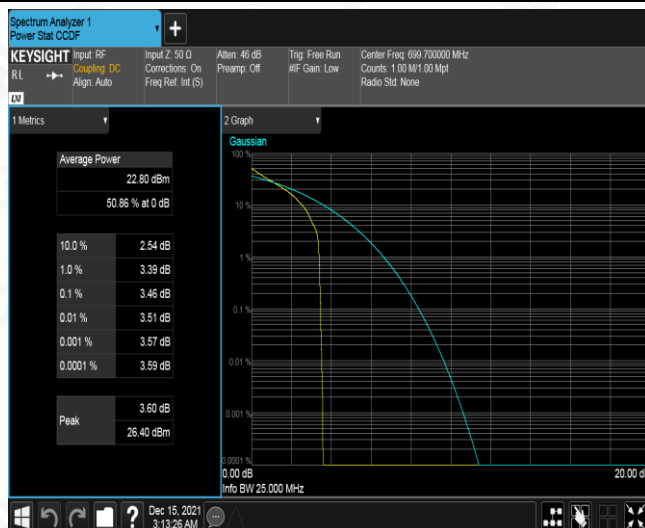 Spectrum Analyzer 1
Power Stat CCDF
+
KEYSIGHT
RL
LXI
Input: RF
Coupling: DC
Align: Auto
Input Z: 50 Ω
Corrections: On
Freq Ref: Int (S)
Atten: 46 dB
Preamp: Off
Trig: Free Run
#IF Gain: Low
Center Freq: 699.700000 MHz
Counts: 1.00 M/1.00 Mpt
Radio Std: None
1 Metrics
Average Power
22.80 dBm
50.86 % at 0 dB
10.0 % 2.54 dB
1.0 % 3.39 dB
0.1 % 3.46 dB
0.01 % 3.51 dB
0.001 % 3.57 dB
0.0001 % 3.59 dB
Peak
3.60 dB
26.40 dBm
2 Graph
Gaussian
100 %
10 %
1 %
0.1 %
0.01 %
0.001 %
0.0001 %
0.00 dB
20.00 d
Info BW 25.000 MHz
?
Dec 15, 2021
3:13:26 AM